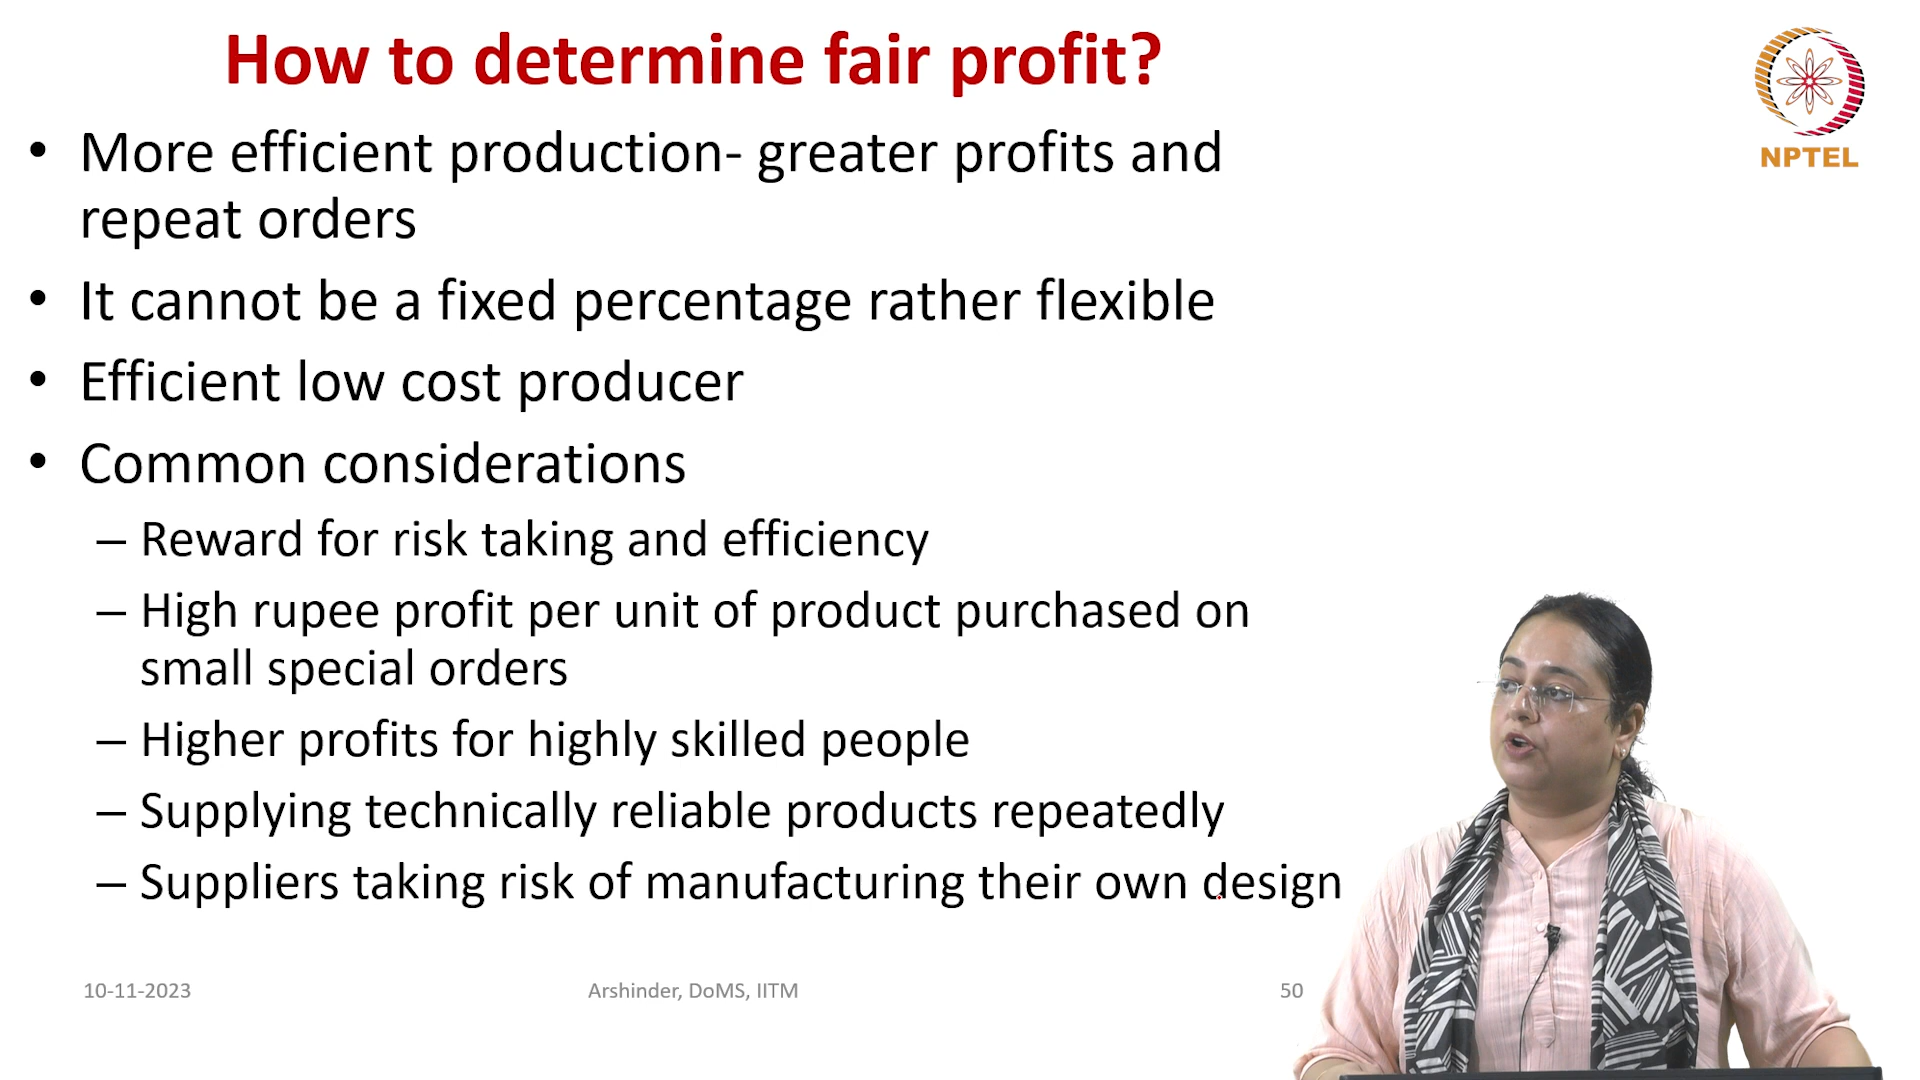 How to determine fair profit?
NPTEL
• More efficient production- greater profits and
repeat orders
• It cannot be a fixed percentage rather flexible
• Efficient low cost producer
• Common considerations
– Reward for risk taking and efficiency
– High rupee profit per unit of product purchased on
small special orders
– Higher profits for highly skilled people
– Supplying technically reliable products repeatedly
– Suppliers taking risk of manufacturing their own design
10-11-2023
Arshinder, DoMS, IITM
50